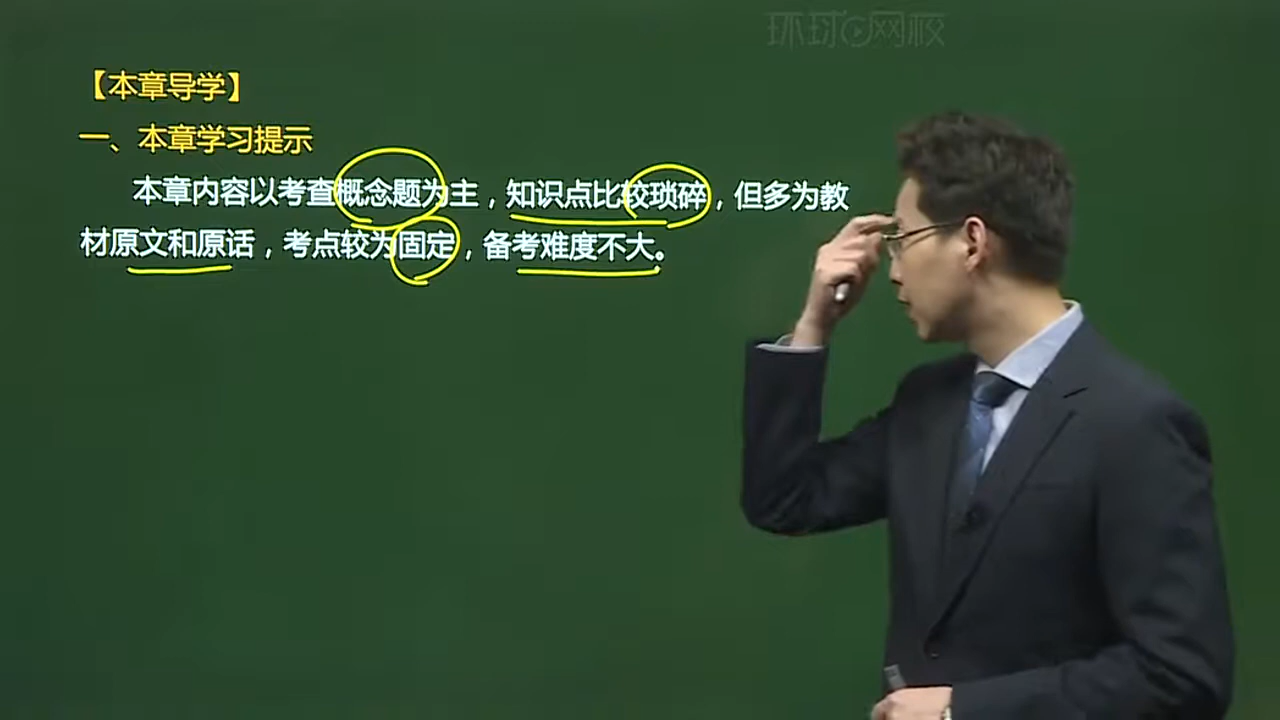 环球网校
【本章导学】
一、本章学习提示
本章内容以考查概念题为主，知识点比较琐碎，但多为教
材原文和原话，考点较为固定，备考难度不大。